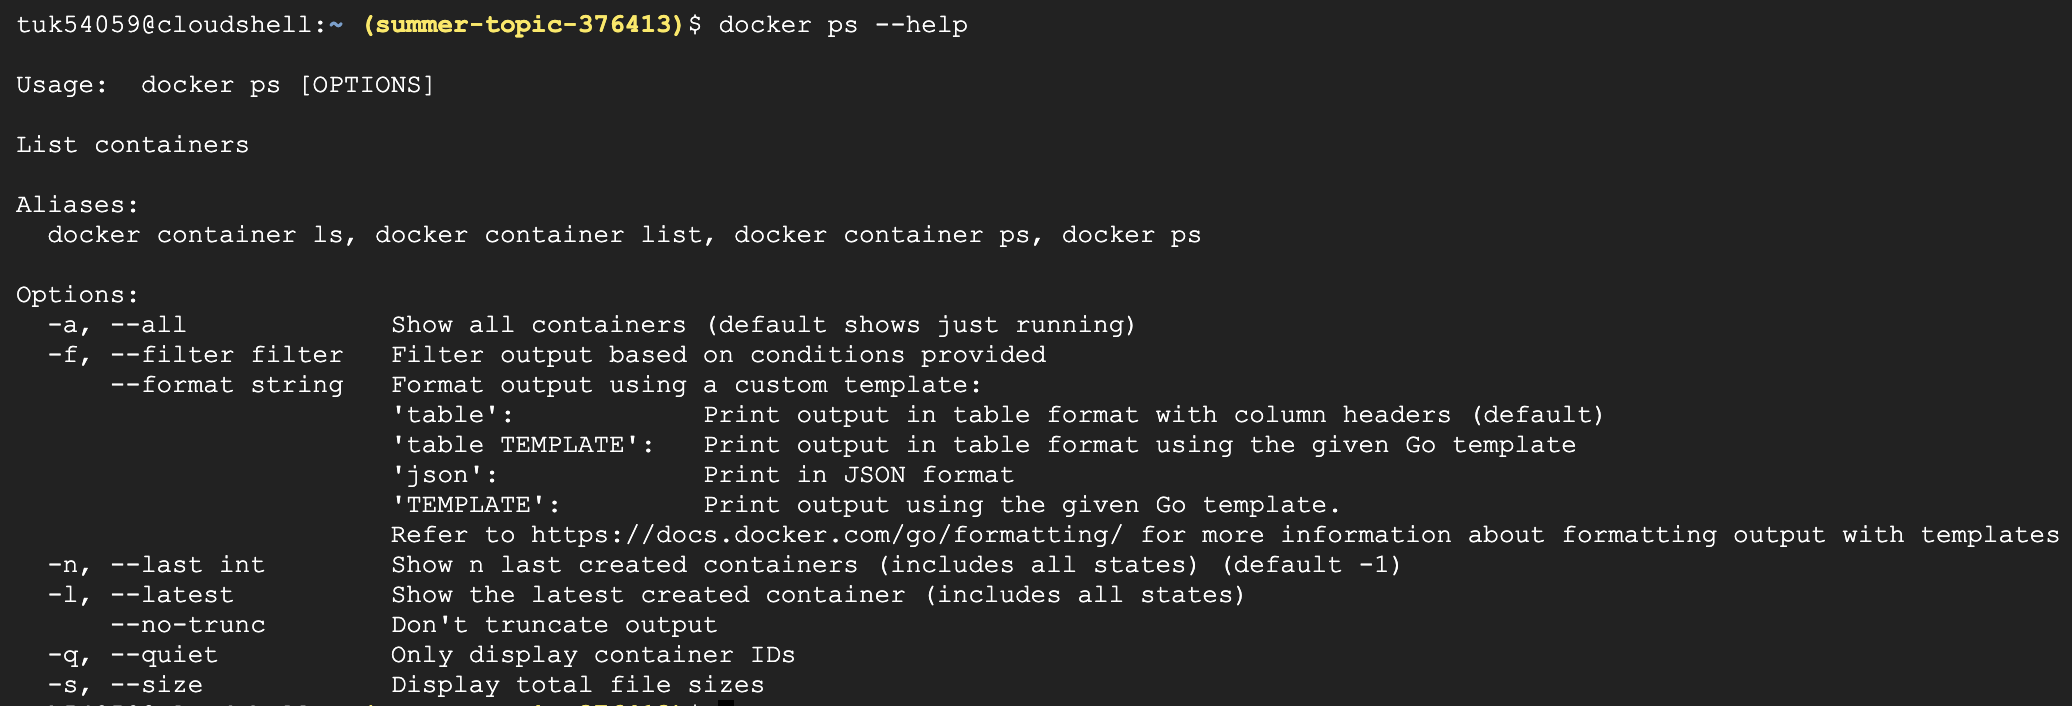 tuk54059@cloudshell:~ (summer-topic-376413)$ docker ps --help
Usage:  docker ps [OPTIONS]
List containers
Aliases:
  docker container ls, docker container list, docker container ps, docker ps
Options:
  -a, --all             Show all containers (default shows just running)
  -f, --filter filter   Filter output based on conditions provided
      --format string   Format output using a custom template:
                        'table':            Print output in table format with column headers (default)
                        'table TEMPLATE':   Print output in table format using the given Go template
                        'json':             Print in JSON format
                        'TEMPLATE':         Print output using the given Go template.
                        Refer to https://docs.docker.com/go/formatting/ for more information about formatting output with templates
  -n, --last int        Show n last created containers (includes all states) (default -1)
  -l, --latest          Show the latest created container (includes all states)
      --no-trunc        Don't truncate output
  -q, --quiet           Only display container IDs
  -s, --size            Display total file sizes